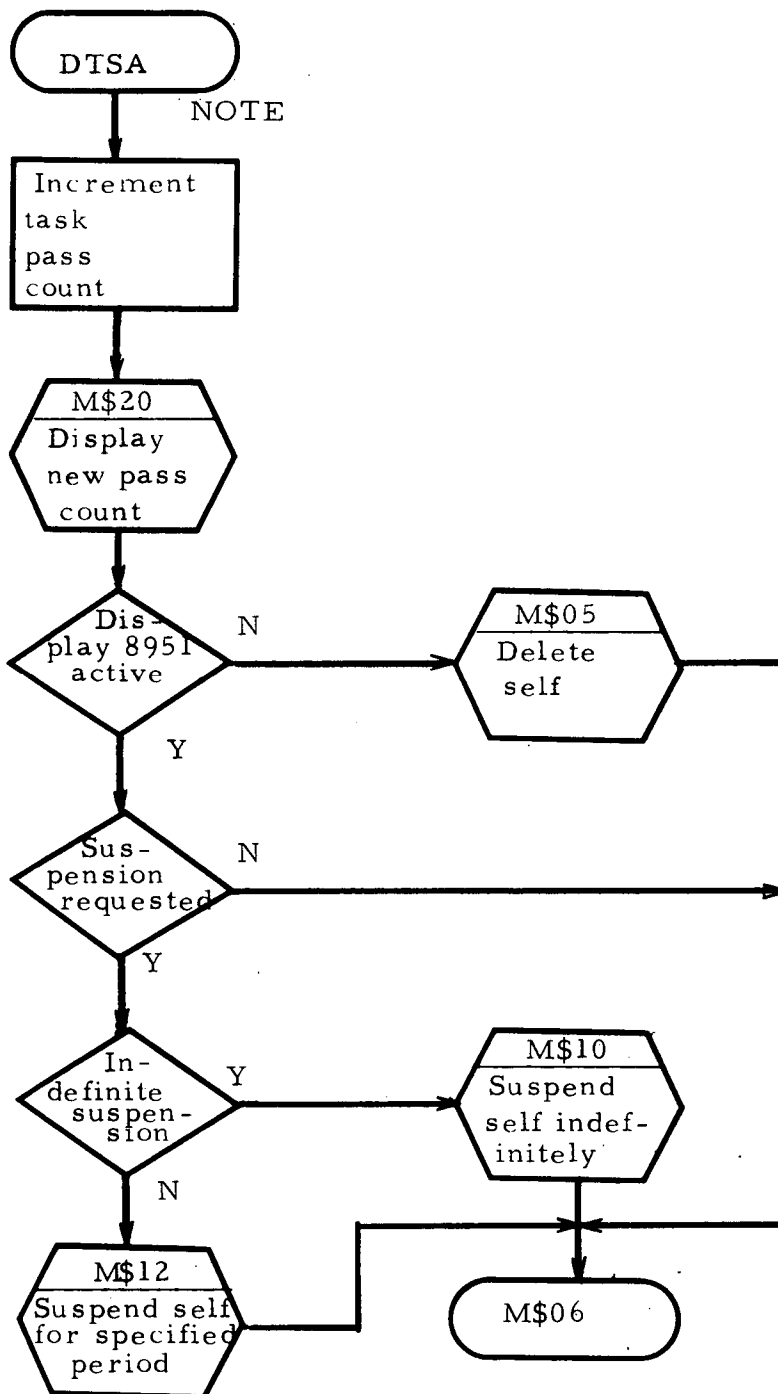 DTSA
NOTE
Increment
task
pass
count
M$20
Display
new pass
count
Dis-
play 8951
active
N
M$05
Delete
self
Y
Sus-
pension
requested
N
Y
In-
definite
suspen-
sion
Y
M$10
Suspend
self indef-
initely
N
M$12
Suspend self
for specified
period
M$06